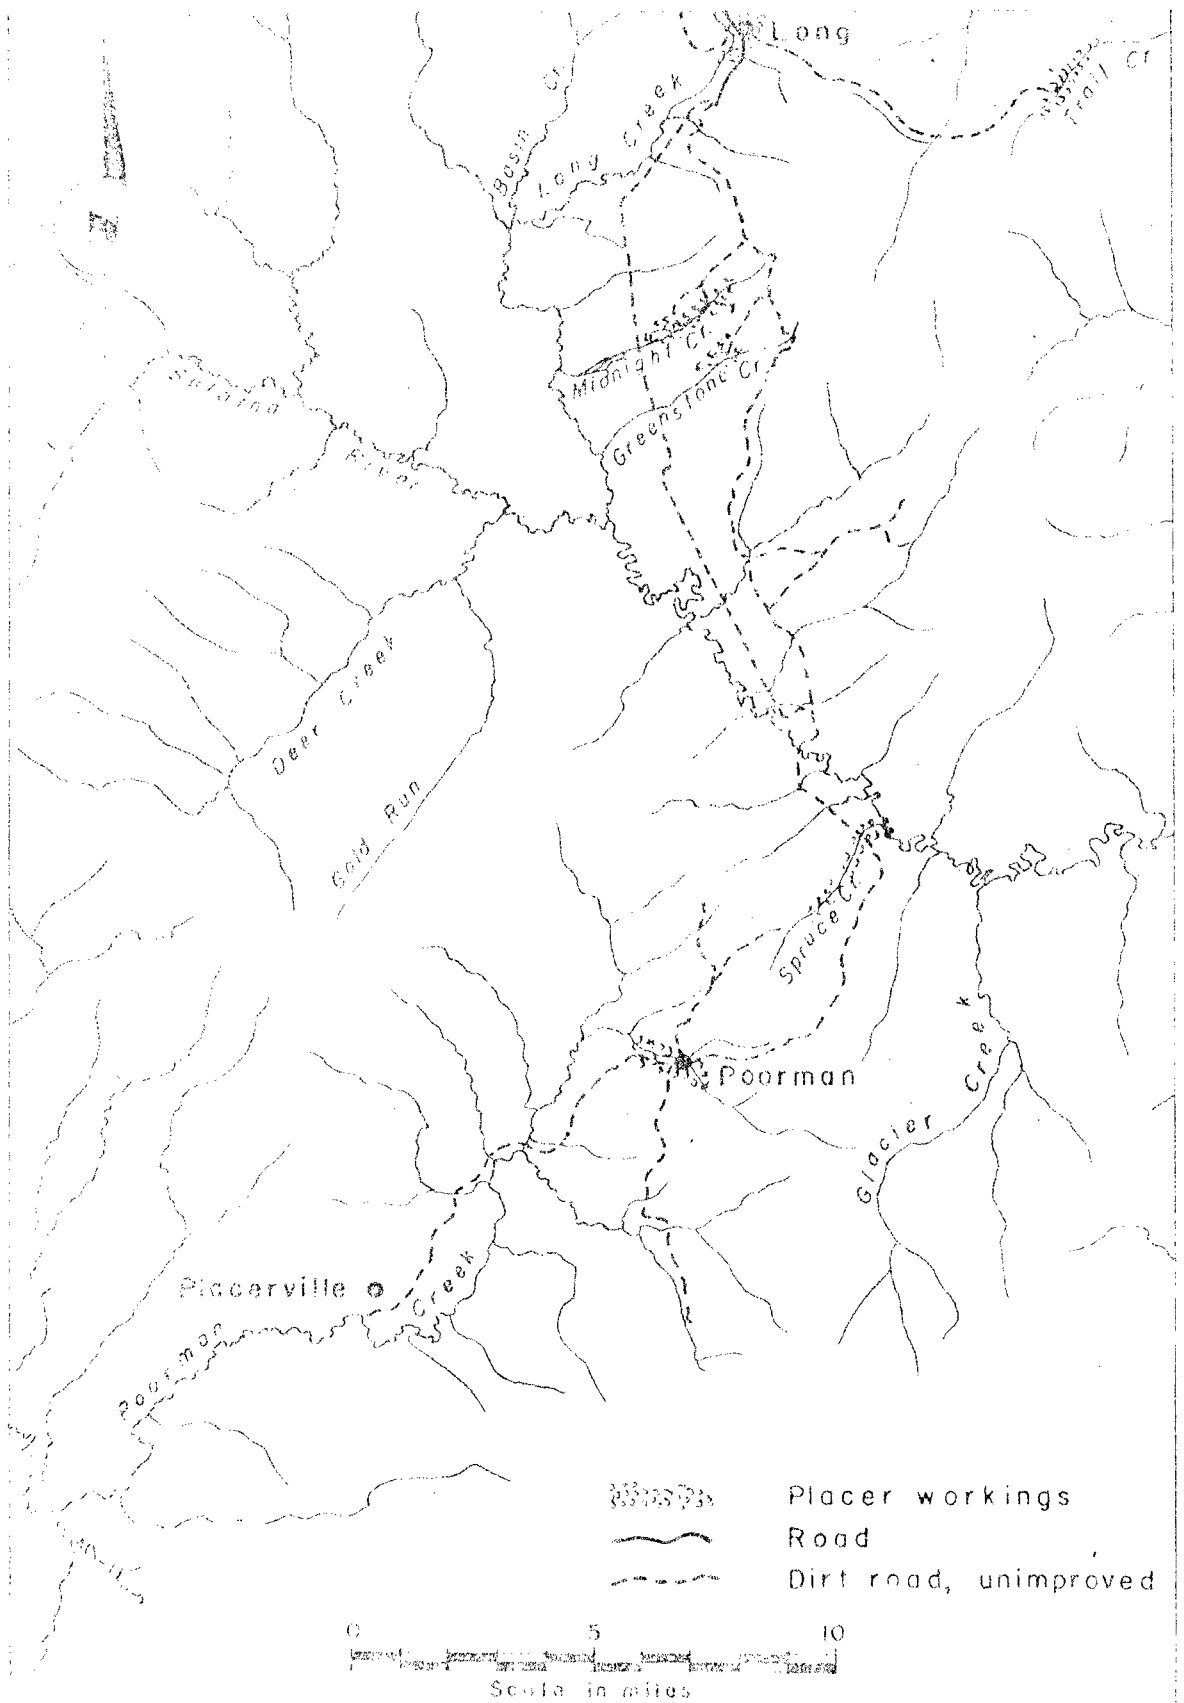 Long
Trail Cr
Basin Cr.
Long Creek
N
Midnight Cr.
Greenstone Cr.
Sulatna
River
Deer Creek
Gold Run
Spruce Cr.
Poorman
Glacier Creek
Placerville
Poorman Creek
Placer workings
Road
Dirt road, unimproved
0 5 10
Scale in miles